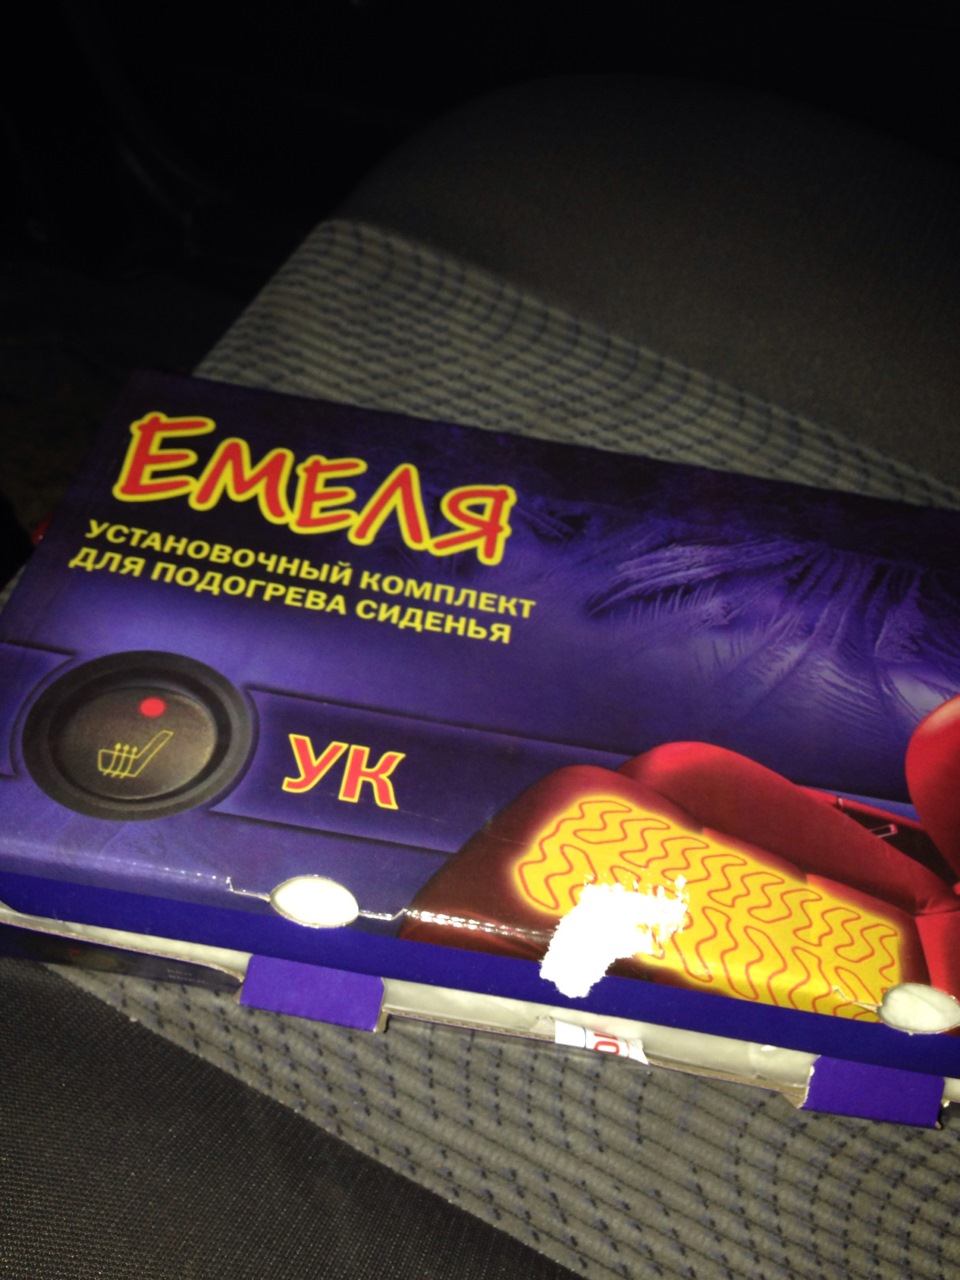 ЕМЕЛЯ
УСТАНОВОЧНЫЙ КОМПЛЕКТ
ДЛЯ ПОДОГРЕВА СИДЕНЬЯ
УК